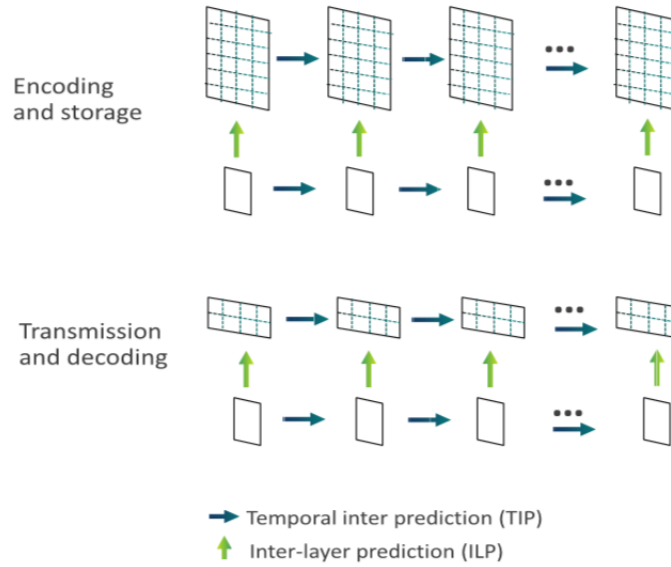 Encoding
and storage
Transmission
and decoding
Temporal inter prediction (TIP)
Inter-layer prediction (ILP)